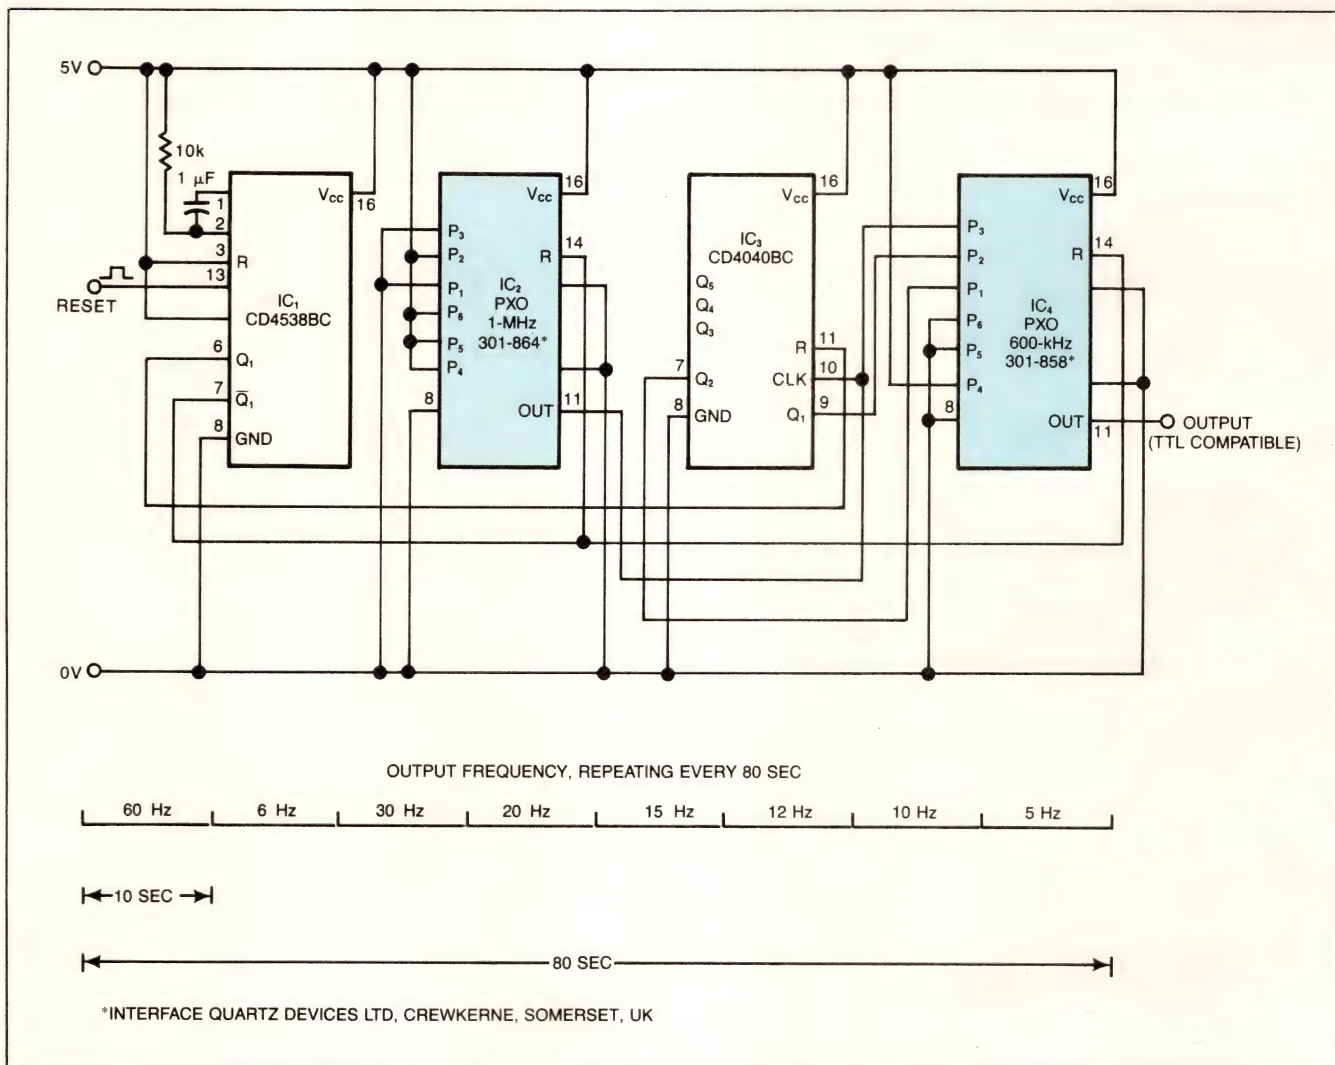 5V
10k
1 μF
1
2
3
R
13
RESET
6
Q₁
7
Q̅₁
8
GND
Vcc
16
IC₁
CD4538BC
P₃
P₂
P₁
P₆
P₅
P₄
8
Vcc
16
14
R
IC₂
PXO
1-MHz
301-864*
OUT
11
Vcc
16
IC₃
CD4040BC
Q₅
Q₄
Q₃
R
11
7
Q₂
CLK
10
8
GND
Q₁
9
P₃
P₂
P₁
P₆
P₅
P₄
8
Vcc
16
14
R
IC₄
PXO
600-kHz
301-858*
OUT
11
OUTPUT
(TTL COMPATIBLE)
0V
OUTPUT FREQUENCY, REPEATING EVERY 80 SEC
60 Hz 6 Hz 30 Hz 20 Hz 15 Hz 12 Hz 10 Hz 5 Hz
10 SEC
80 SEC
*INTERFACE QUARTZ DEVICES LTD, CREWKERNE, SOMERSET, UK